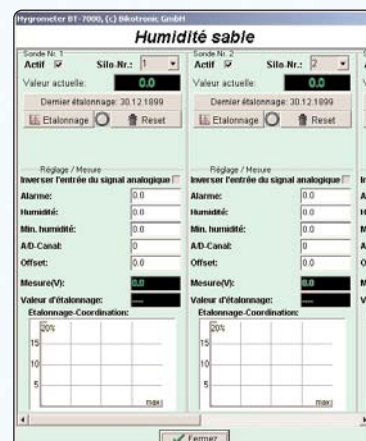 Hygrometer BT-7000, (c) Dikotronic GmbH
Humidité sable
Sonde Nr. 1
Actif Silo-Nr.: 1
Valeur actuelle: 0.0
Dernier étalonnage: 30.12.1899
Etalonnage Reset
Réglage / Mesure
Inverser l'entrée du signal analogique
Alarme: 0.0
Humidité: 0.0
Min. humidité: 0.0
A/D-Canal: 0
Offset: 0.0
Mesure(V): 0.0
Valeur d'étalonnage: ----
Etalonnage-Coordination:
20%
15
10
5
max
Sonde Nr. 2
Actif Silo-Nr.: 2
Valeur actuelle: 0.0
Dernier étalonnage: 30.12.1899
Etalonnage Reset
Réglage / Mesure
Inverser l'entrée du signal analogique
Alarme: 0.0
Humidité: 0.0
Min. humidité: 0.0
A/D-Canal: 0
Offset: 0.0
Mesure(V): 0.0
Valeur d'étalonnage: ----
Etalonnage-Coordination:
20%
15
10
5
max
Fermez